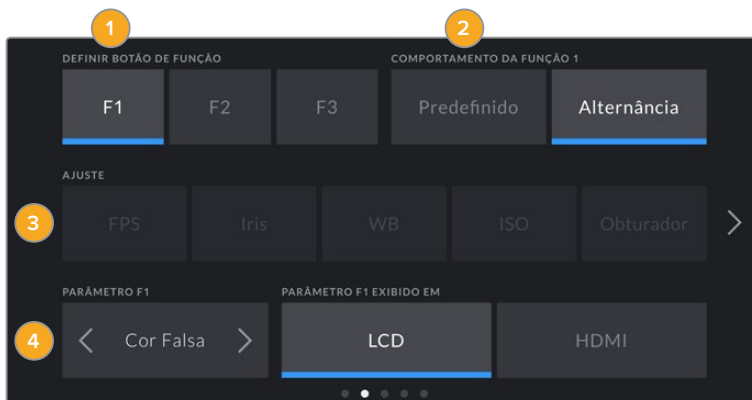 1 2
DEFINIR BOTÃO DE FUNÇÃO COMPORTAMENTO DA FUNÇÃO 1
F1 F2 F3 Predefinido Alternância
AJUSTE
3 FPS Iris WB ISO Obturador
PARÂMETRO F1 PARÂMETRO F1 EXIBIDO EM
4 Cor Falsa LCD HDMI